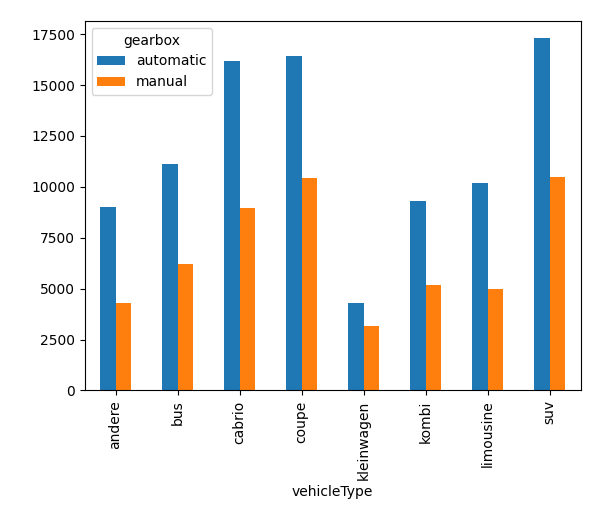 17500
15000
12500
10000
7500
5000
2500
0
gearbox
automatic
manual
andere
bus
cabrio
coupe
kleinwagen
kombi
limousine
suv
vehicleType